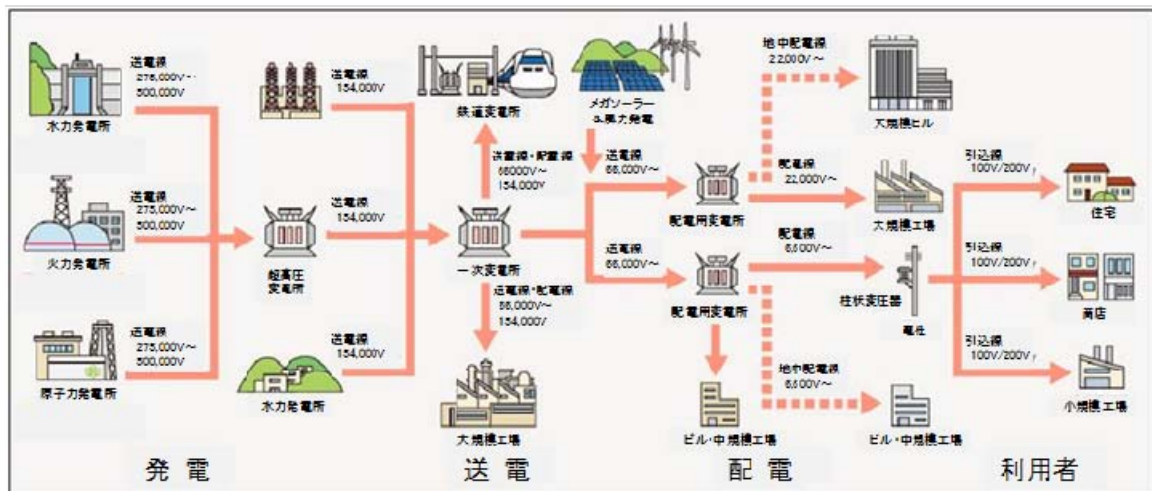 送電線
275,000V~
500,000V
水力発電所
送電線
275,000V~
500,000V
火力発電所
送電線
275,000V~
500,000V
原子力発電所
送電線
154,000V
送電線
154,000V
超高圧
変電所
送電線
154,000V
水力発電所
鉄道変電所
送電線・配電線
66000V~
154,000V
一次変電所
送電線・配電線
66,000V~
154,000V
大規模工場
メガソーラー
&風力発電
送電線
66,000V~
配電用変電所
送電線
66,000V~
配電用変電所
ビル・中規模工場
地中配電線
22,000V~
大規模ビル
配電線
22,000V~
大規模工場
配電線
6,600V~
柱状変圧器
電柱
地中配電線
6,600V~
ビル・中規模工場
引込線
100V/200V
住宅
引込線
100V/200V
商店
引込線
100V/200V
小規模工場
発電
送電
配電
利用者